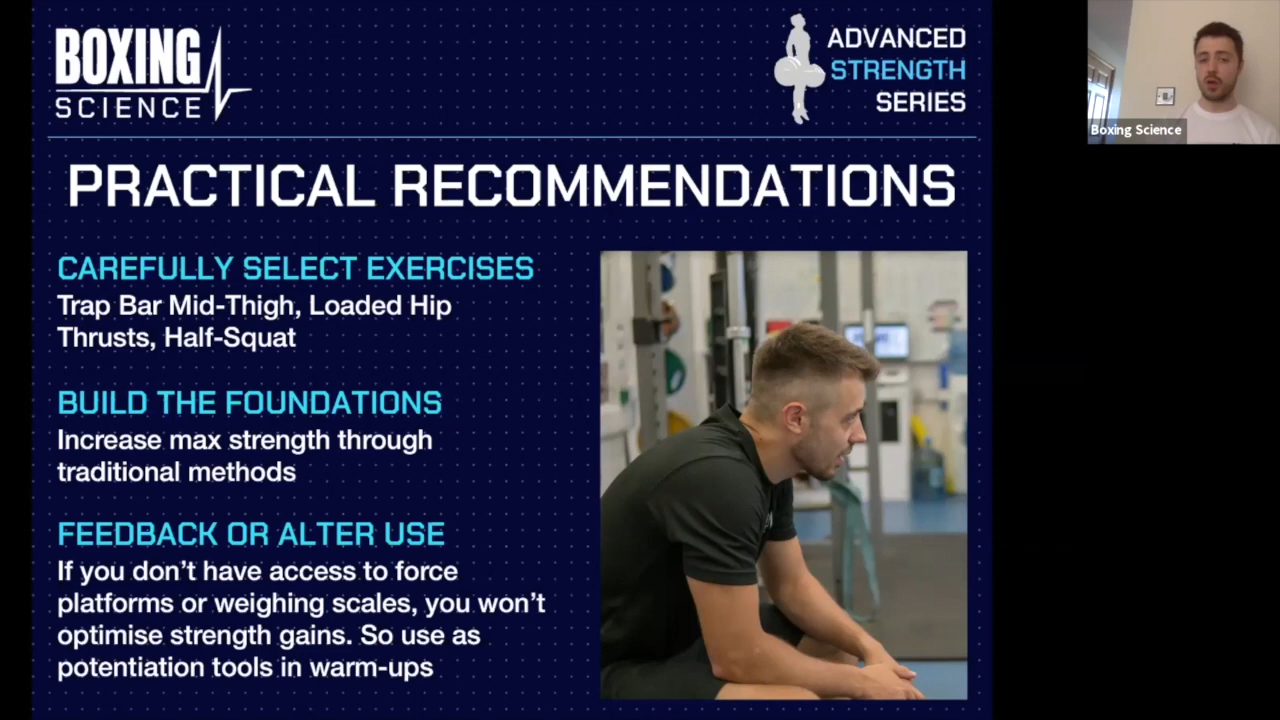 BOXING
SCIENCE
ADVANCED
STRENGTH
SERIES
Boxing Science
PRACTICAL RECOMMENDATIONS
CAREFULLY SELECT EXERCISES
Trap Bar Mid-Thigh, Loaded Hip
Thrusts, Half-Squat
BUILD THE FOUNDATIONS
Increase max strength through
traditional methods
FEEDBACK OR ALTER USE
If you don't have access to force
platforms or weighing scales, you won't
optimise strength gains. So use as
potentiation tools in warm-ups